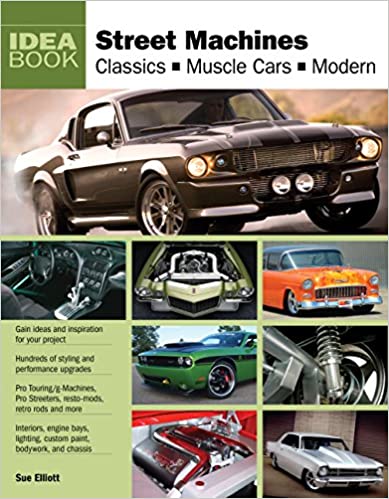 IDEA
BOOK
Street Machines
Classics ■ Muscle Cars ■ Modern
Gain ideas and inspiration
for your project
Hundreds of styling and
performance upgrades
Pro Touring/g-Machines,
Pro Streeters, resto-mods,
retro rods and more
Interiors, engine bays,
lighting, custom paint,
bodywork, and chassis
Sue Elliott